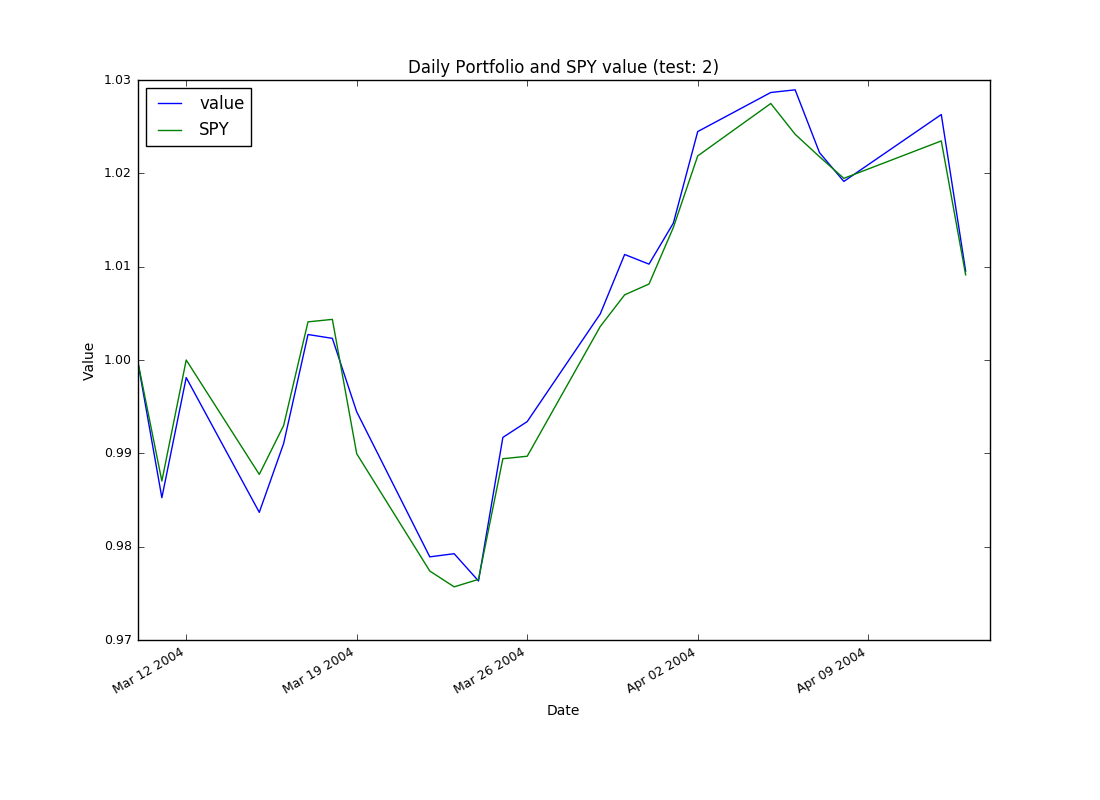 Daily Portfolio and SPY value (test: 2)
value
SPY
1.03
1.02
1.01
1.00
0.99
0.98
0.97
Value
Mar 12 2004
Mar 19 2004
Mar 26 2004
Apr 02 2004
Apr 09 2004
Date